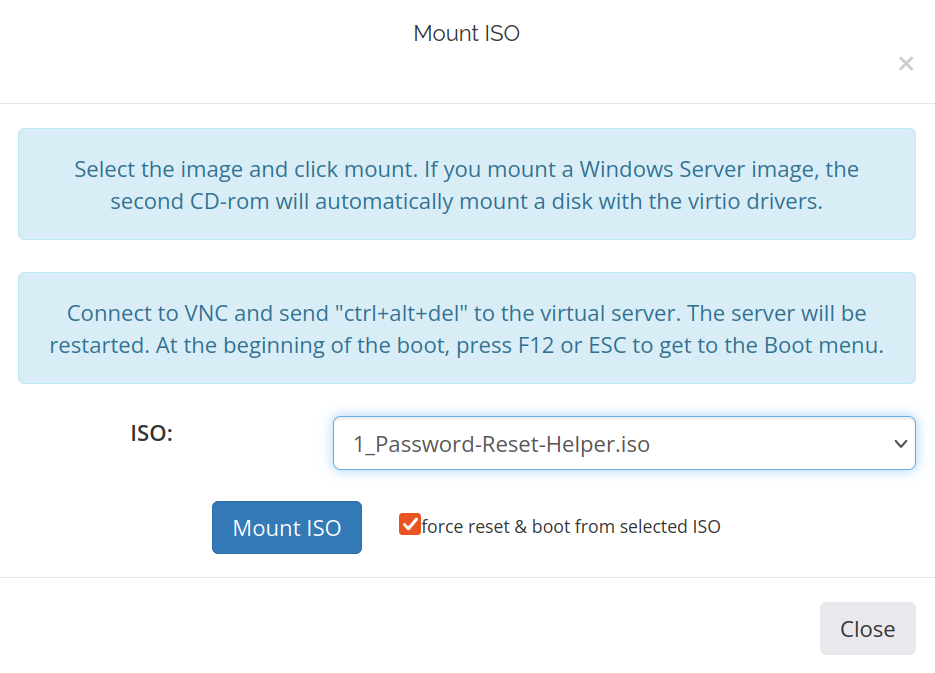 Mount ISO
×
Select the image and click mount. If you mount a Windows Server image, the
second CD-rom will automatically mount a disk with the virtio drivers.
Connect to VNC and send "ctrl+alt+del" to the virtual server. The server will be
restarted. At the beginning of the boot, press F12 or ESC to get to the Boot menu.
ISO:
1_Password-Reset-Helper.iso
Mount ISO
force reset & boot from selected ISO
Close